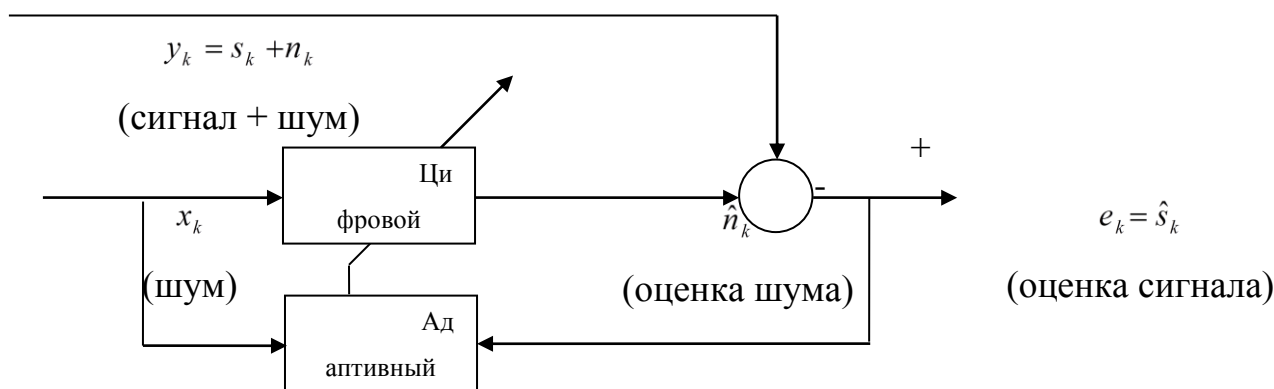 y_k = s_k + n_k
(сигнал + шум)
+
Ци
фровой
-
x_k
n̂_k
e_k = ŝ_k
(шум)
(оценка шума)
(оценка сигнала)
Ад
аптивный